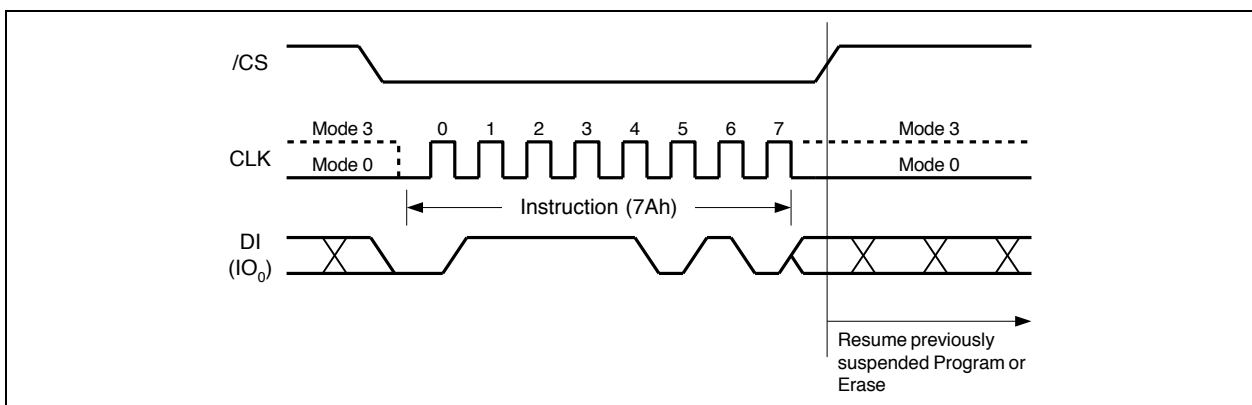 /CS
Mode 3 0 1 2 3 4 5 6 7 Mode 3
CLK
Mode 0 Mode 0
Instruction (7Ah)
DI
(IO0)
Resume previously
suspended Program or
Erase